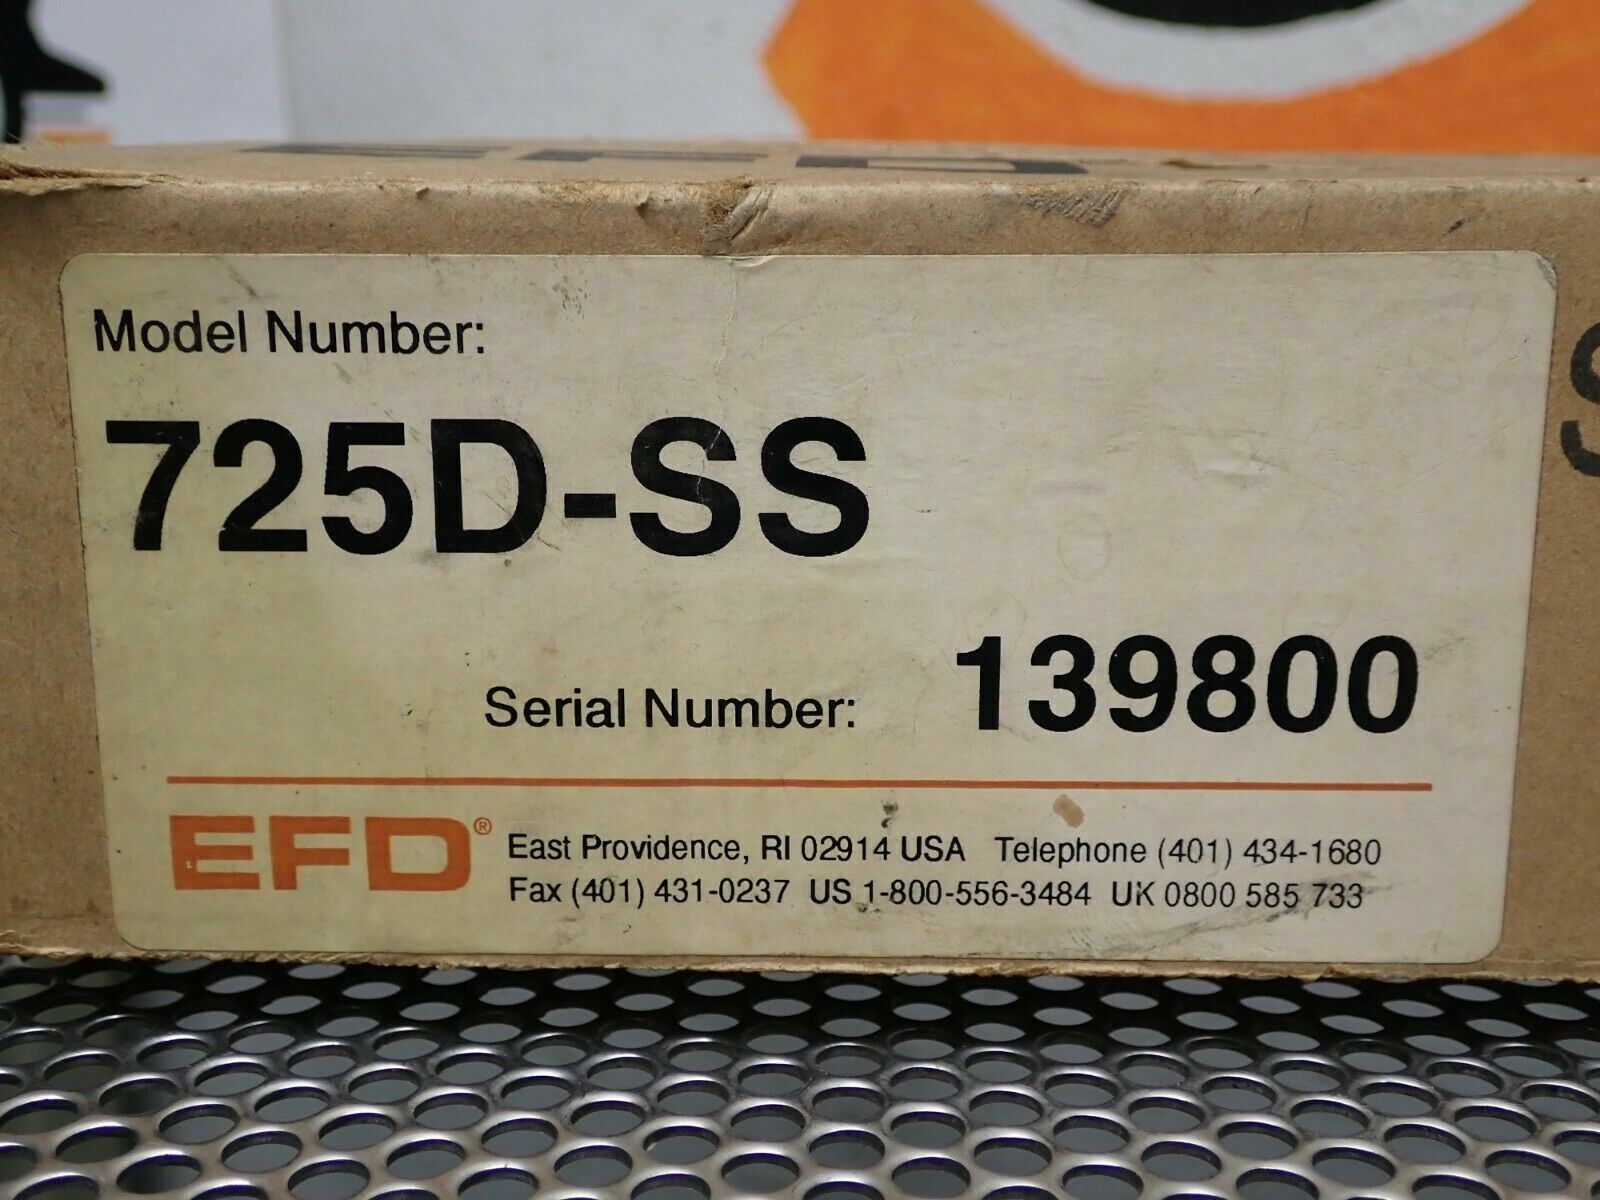 EFD
Model Number:
725D-SS
Serial Number: 139800
EFD® East Providence, RI 02914 USA Telephone (401) 434-1680
Fax (401) 431-0237 US 1-800-556-3484 UK 0800 585 733
S